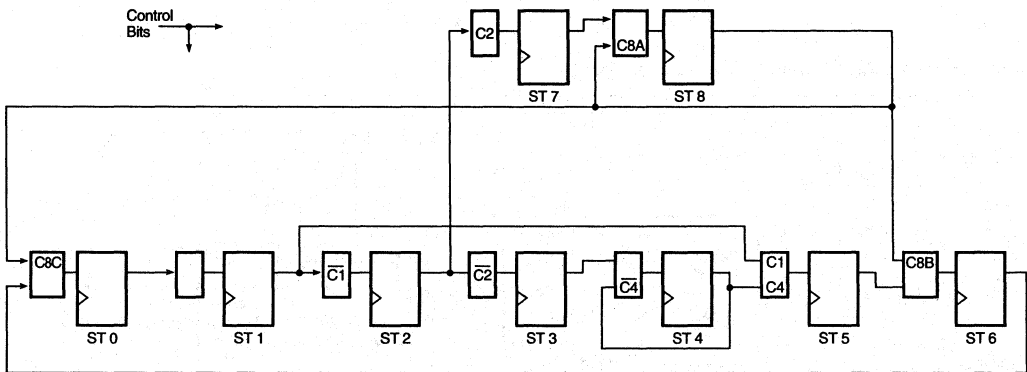 Control
Bits
C2
ST 7
C8A
ST 8
C8C
ST 0
ST 1
C̅1̅
ST 2
C̅2̅
ST 3
C̅4̅
ST 4
C1
C4
ST 5
C8B
ST 6